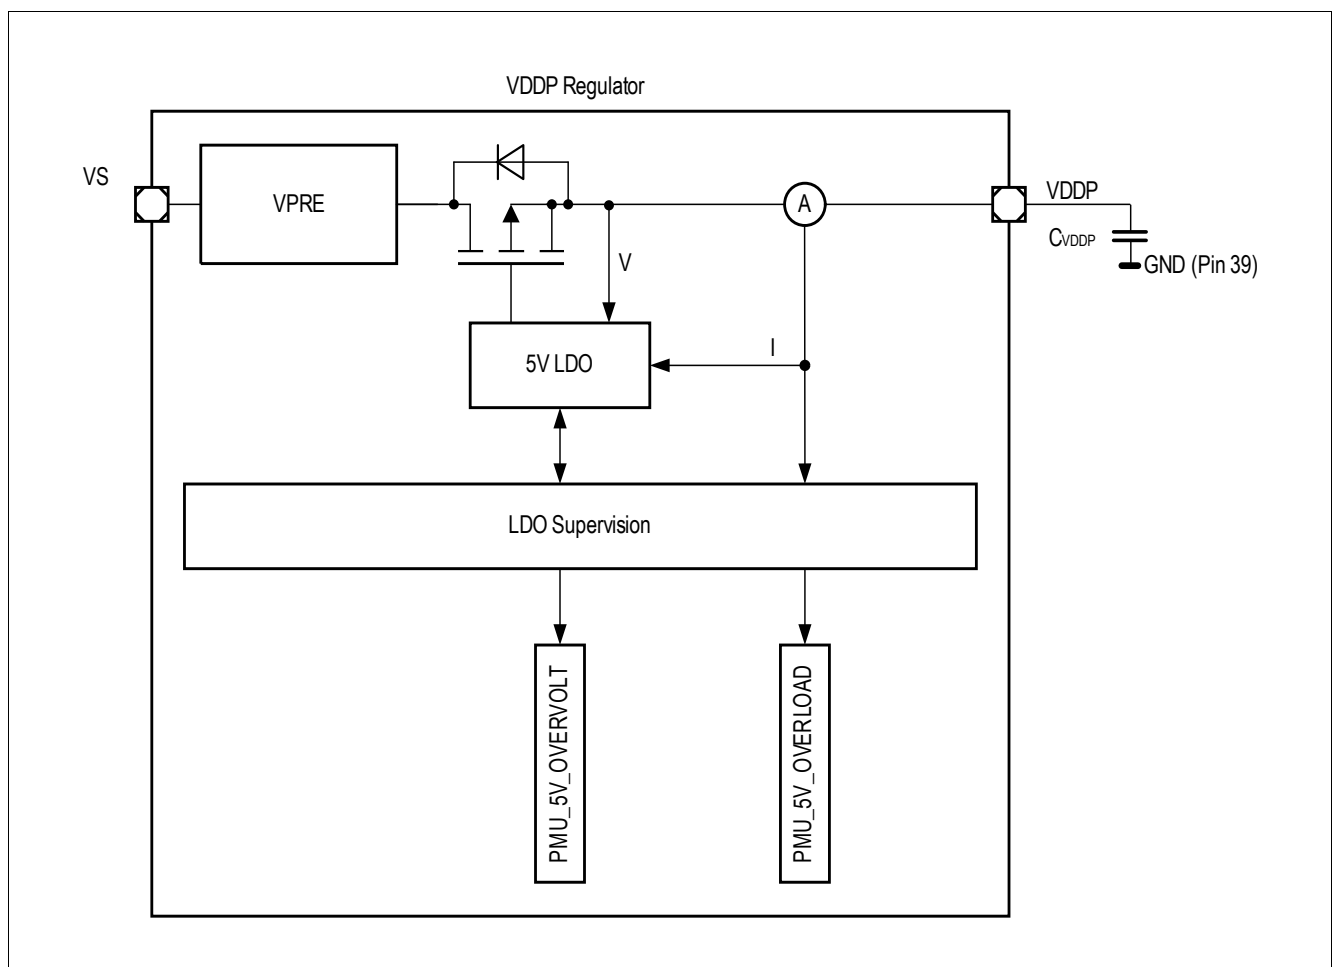 VDDP Regulator
VS
VPRE
A
VDDP
CVDDP
GND (Pin 39)
V
5V LDO
I
LDO Supervision
PMU_5V_OVERVOLT
PMU_5V_OVERLOAD